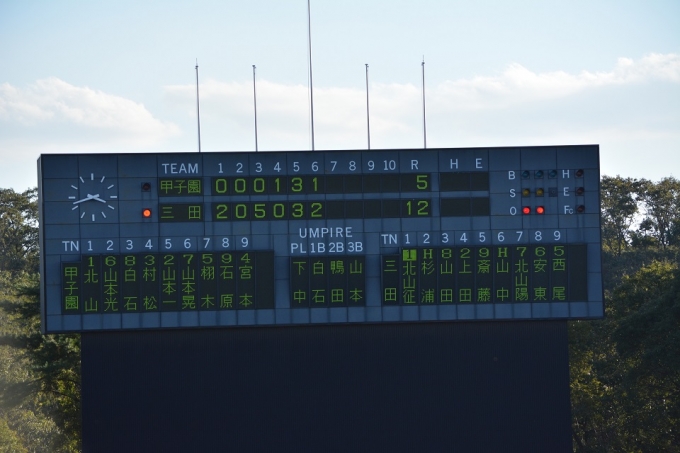 TEAM 1 2 3 4 5 6 7 8 9 10 R H E
甲子園 0 0 0 1 3 1 5
三田 2 0 5 0 3 2 12
B H
S E
O Fc
UMPIRE
TN 1 2 3 4 5 6 7 8 9 PL 1B 2B 3B TN 1 2 3 4 5 6 7 8 9
甲子園 1 北山 6 山本光 8 白石 3 村松 2 山本一 7 山本晃 5 栁木 9 石原 4 宮本
下中 白石 鴨田 山本
三田 1 北山征 H 杉浦 8 山田 2 上田 9 斎藤 H 山中 7 北山陽 6 安東 5 西尾